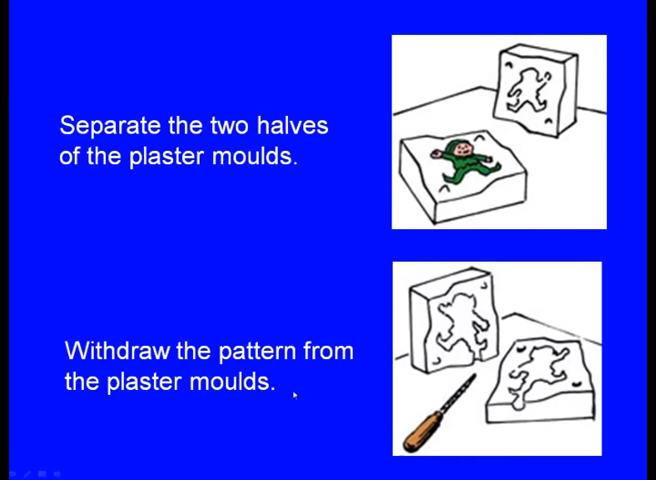 Separate the two halves
of the plaster moulds.
Withdraw the pattern from
the plaster moulds.